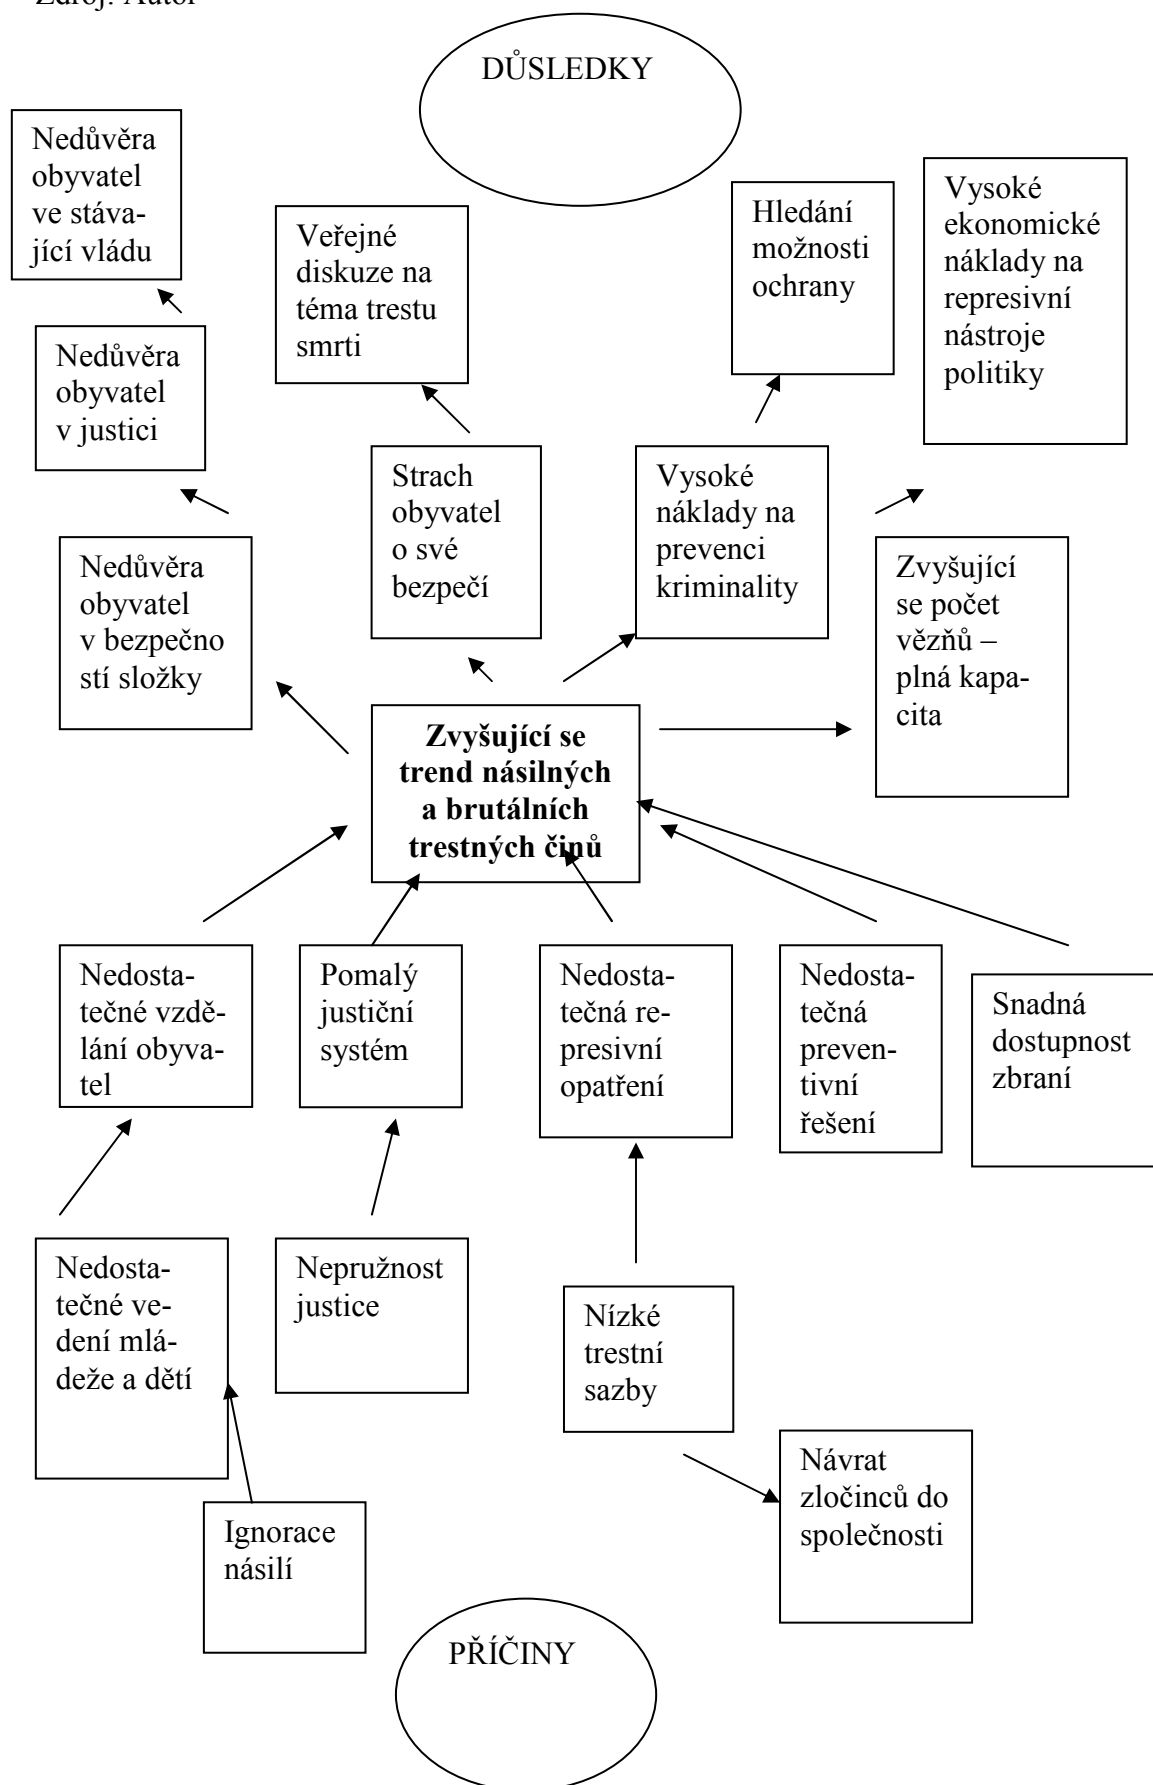 Zdroj: Autor
DŮSLEDKY
Nedůvěra
obyvatel
ve stáva-
jící vládu
Veřejné
diskuze na
téma trestu
smrti
Hledání
možnosti
ochrany
Vysoké
ekonomické
náklady na
represivní
nástroje
politiky
Nedůvěra
obyvatel
v justici
Strach
obyvatel
o své
bezpečí
Vysoké
náklady na
prevenci
kriminality
Nedůvěra
obyvatel
v bezpečno
stí složky
Zvyšující
se počet
vězňů –
plná kapa-
cita
Zvyšující se
trend násilných
a brutálních
trestných činů
Nedosta-
tečné vzdě-
lání obyva-
tel
Pomalý
justiční
systém
Nedosta-
tečná re-
presivní
opatření
Nedosta-
tečná
preven-
tivní
řešení
Snadná
dostupnost
zbraní
Nedosta-
tečné ve-
dení mlá-
deže a dětí
Nepružnost
justice
Nízké
trestní
sazby
Návrat
zločinců do
společnosti
Ignorace
násilí
PŘÍČINY